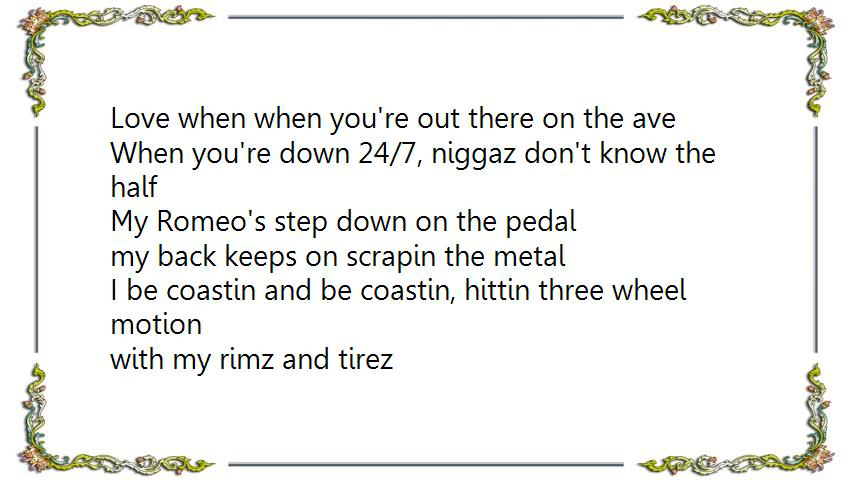 Love when when you're out there on the ave
When you're down 24/7, niggaz don't know the
half
My Romeo's step down on the pedal
my back keeps on scrapin the metal
I be coastin and be coastin, hittin three wheel
motion
with my rimz and tirez